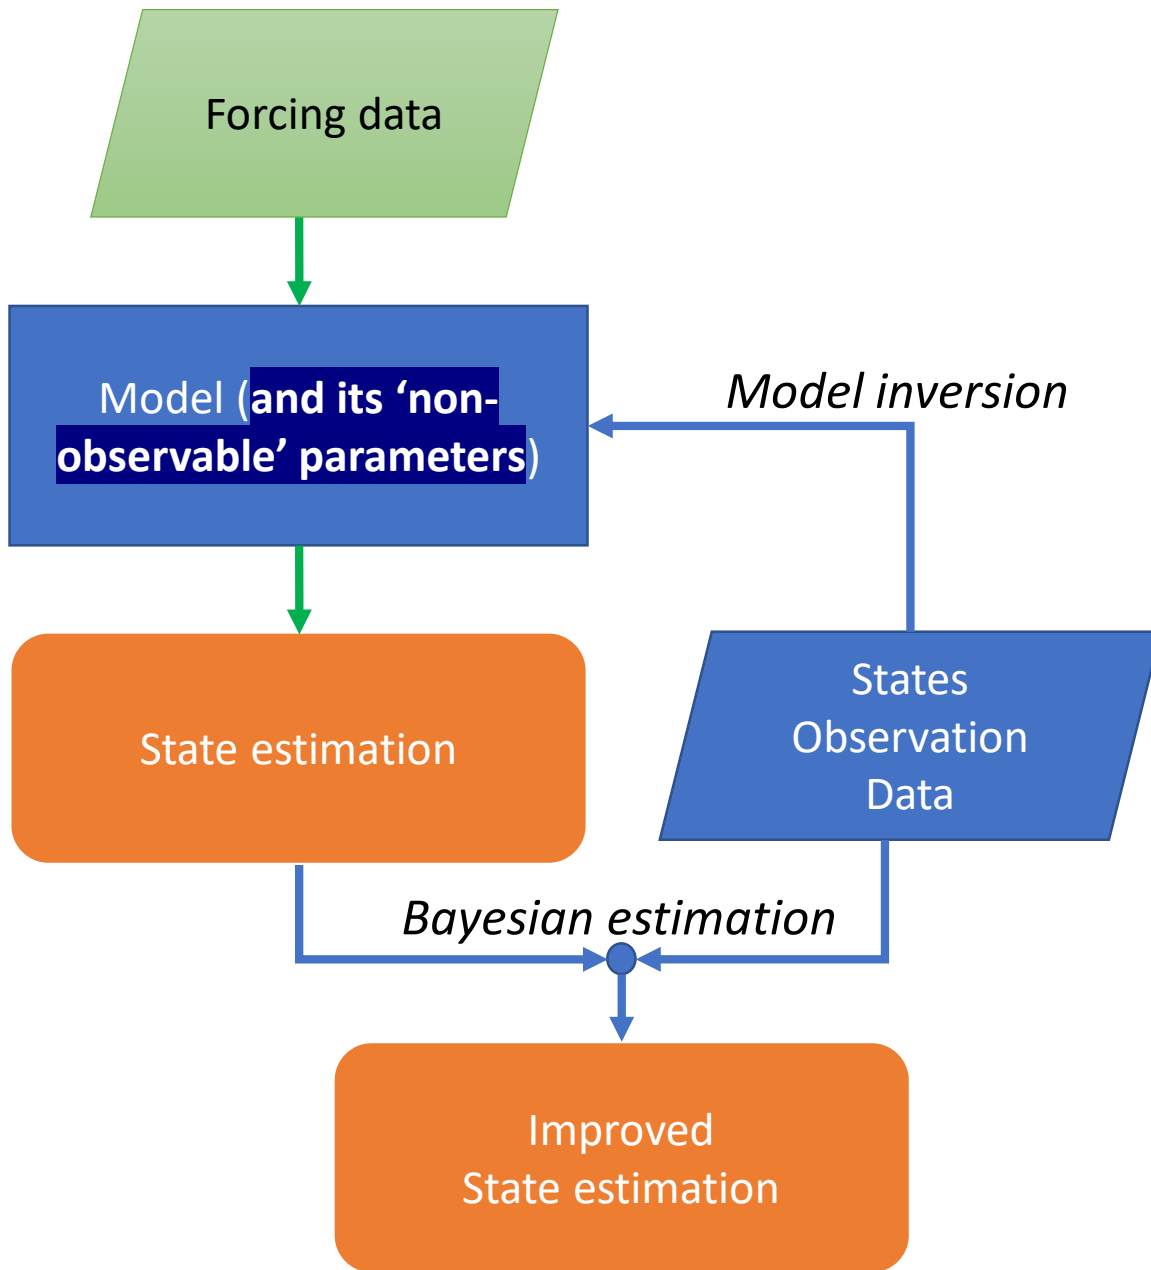 Forcing data
Model (and its ‘non-
observable’ parameters)
Model inversion
States
Observation
Data
State estimation
Bayesian estimation
Improved
State estimation